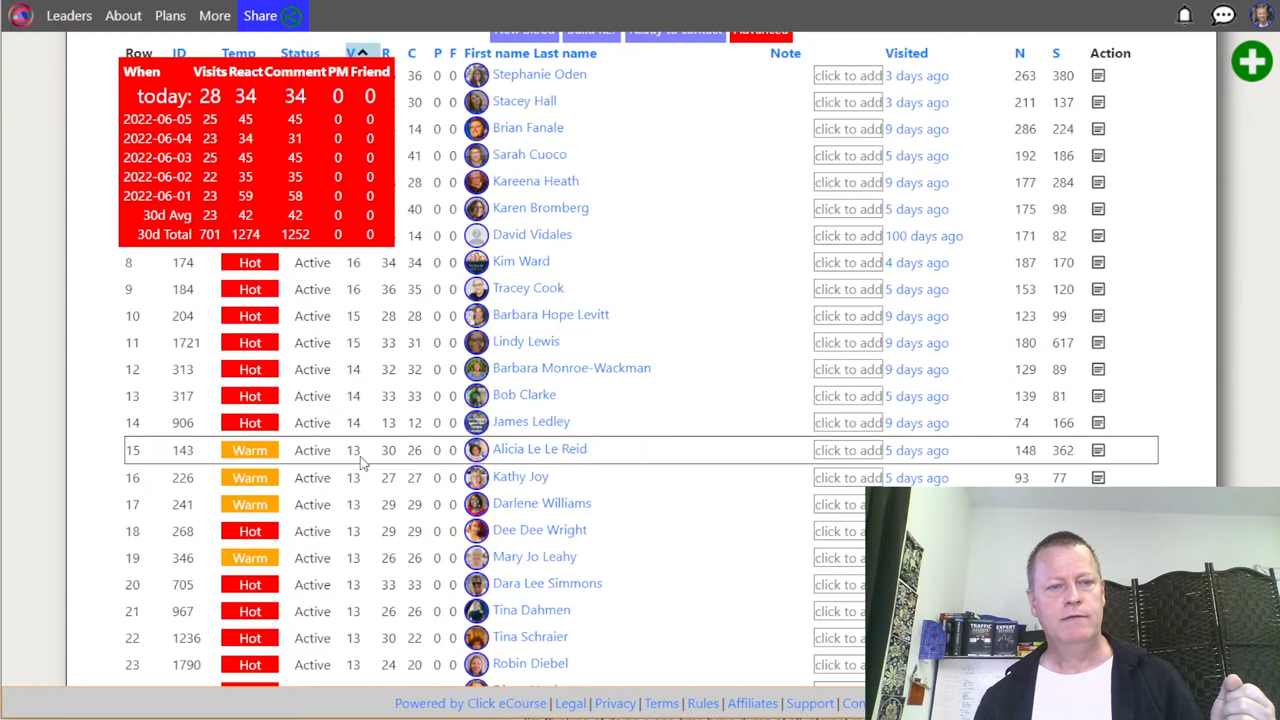 Leaders About Plans More Share
Row ID Temp Status V R C P F First name Last name Note Visited N S Action
When Visits React Comment PM Friend
today: 28 34 34 0 0
2022-06-05 25 45 45 0 0
2022-06-04 23 34 31 0 0
2022-06-03 25 45 45 0 0
2022-06-02 22 35 35 0 0
2022-06-01 23 59 58 0 0
30d Avg 23 42 42 0 0
30d Total 701 1274 1252 0 0
36 0 0 Stephanie Oden click to add 3 days ago 263 380
30 0 0 Stacey Hall click to add 3 days ago 211 137
14 0 0 Brian Fanale click to add 9 days ago 286 224
41 0 0 Sarah Cuoco click to add 5 days ago 192 186
28 0 0 Kareena Heath click to add 9 days ago 177 284
40 0 0 Karen Bromberg click to add 5 days ago 175 98
14 0 0 David Vidales click to add 100 days ago 171 82
8 174 Hot Active 16 34 34 0 0 Kim Ward click to add 4 days ago 187 170
9 184 Hot Active 16 36 35 0 0 Tracey Cook click to add 5 days ago 153 120
10 204 Hot Active 15 28 28 0 0 Barbara Hope Levitt click to add 9 days ago 123 99
11 1721 Hot Active 15 33 31 0 0 Lindy Lewis click to add 9 days ago 180 617
12 313 Hot Active 14 32 32 0 0 Barbara Monroe-Wackman click to add 9 days ago 129 89
13 317 Hot Active 14 33 33 0 0 Bob Clarke click to add 5 days ago 139 81
14 906 Hot Active 14 13 12 0 0 James Ledley click to add 9 days ago 74 166
15 143 Warm Active 13 30 26 0 0 Alicia Le Le Reid click to add 5 days ago 148 362
16 226 Warm Active 13 27 27 0 0 Kathy Joy click to add 5 days ago 93 77
17 241 Warm Active 13 29 29 0 0 Darlene Williams click to a
18 268 Hot Active 13 29 29 0 0 Dee Dee Wright click to a
19 346 Warm Active 13 26 26 0 0 Mary Jo Leahy click to a
20 705 Hot Active 13 33 33 0 0 Dara Lee Simmons click to a
21 967 Hot Active 13 26 26 0 0 Tina Dahmen click to a
22 1236 Hot Active 13 30 22 0 0 Tina Schraier click to a
23 1790 Hot Active 13 24 20 0 0 Robin Diebel click to a
Powered by Click eCourse | Legal | Privacy | Terms | Rules | Affiliates | Support | Con
TRAFFIC EXPERT